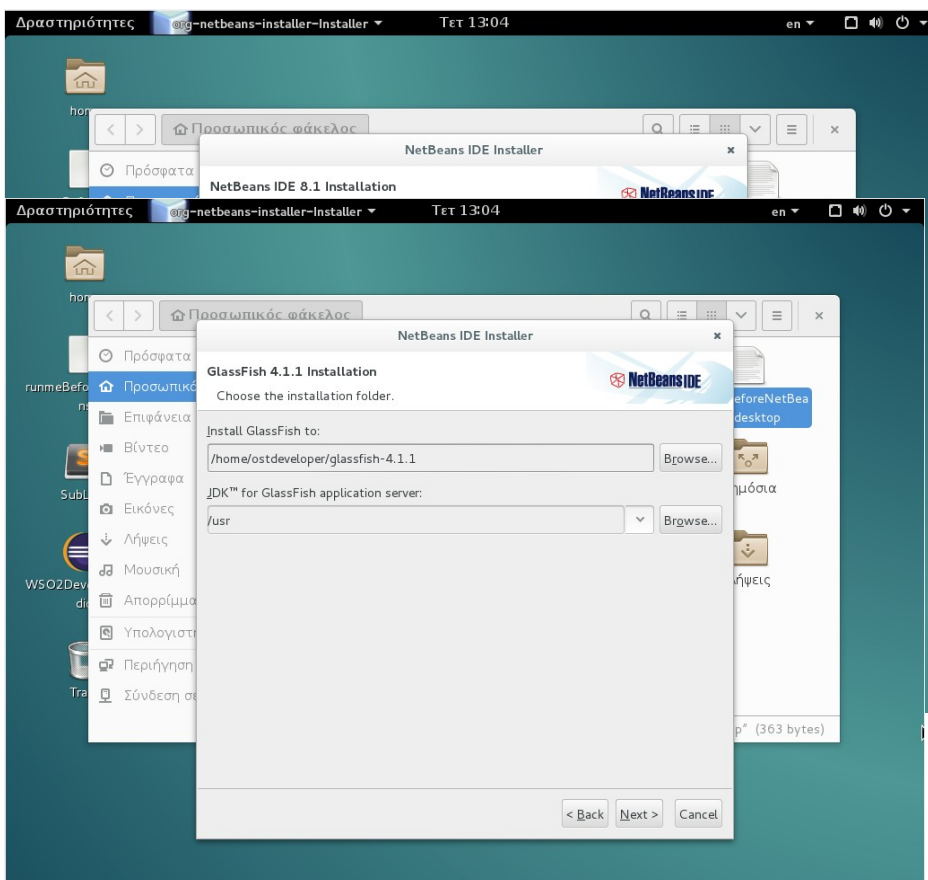 Δραστηριότητες org-netbeans-installer-Installer Τετ 13:04 en
Προσωπικός φάκελος
NetBeans IDE Installer
Πρόσφατα
NetBeans IDE 8.1 Installation
NetBeans IDE
Δραστηριότητες org-netbeans-installer-Installer Τετ 13:04 en
Προσωπικός φάκελος
NetBeans IDE Installer
Πρόσφατα
GlassFish 4.1.1 Installation
NetBeans IDE
Choose the installation folder.
Επιφάνεια
Install GlassFish to:
Βίντεο
/home/ostdeveloper/glassfish-4.1.1
Browse...
Έγγραφα
JDK™ for GlassFish application server:
Εικόνες
/usr
Browse...
Λήψεις
Μουσική
desktop
(363 bytes)
Περιήγηση
Σύνδεση
< Back
Next >
Cancel